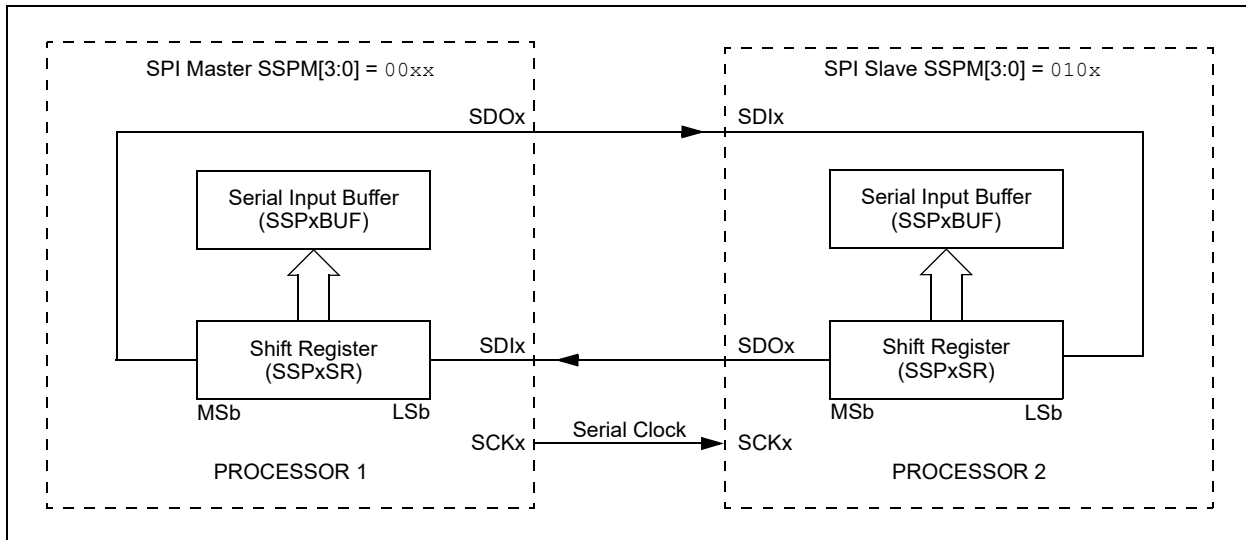 SPI Master SSPM[3:0] = 00xx
SDOx
Serial Input Buffer
(SSPxBUF)
Shift Register
(SSPxSR)
MSb
LSb
SDIx
SCKx
PROCESSOR 1
Serial Clock
SPI Slave SSPM[3:0] = 010x
SDIx
Serial Input Buffer
(SSPxBUF)
SDOx
Shift Register
(SSPxSR)
MSb
LSb
SCKx
PROCESSOR 2